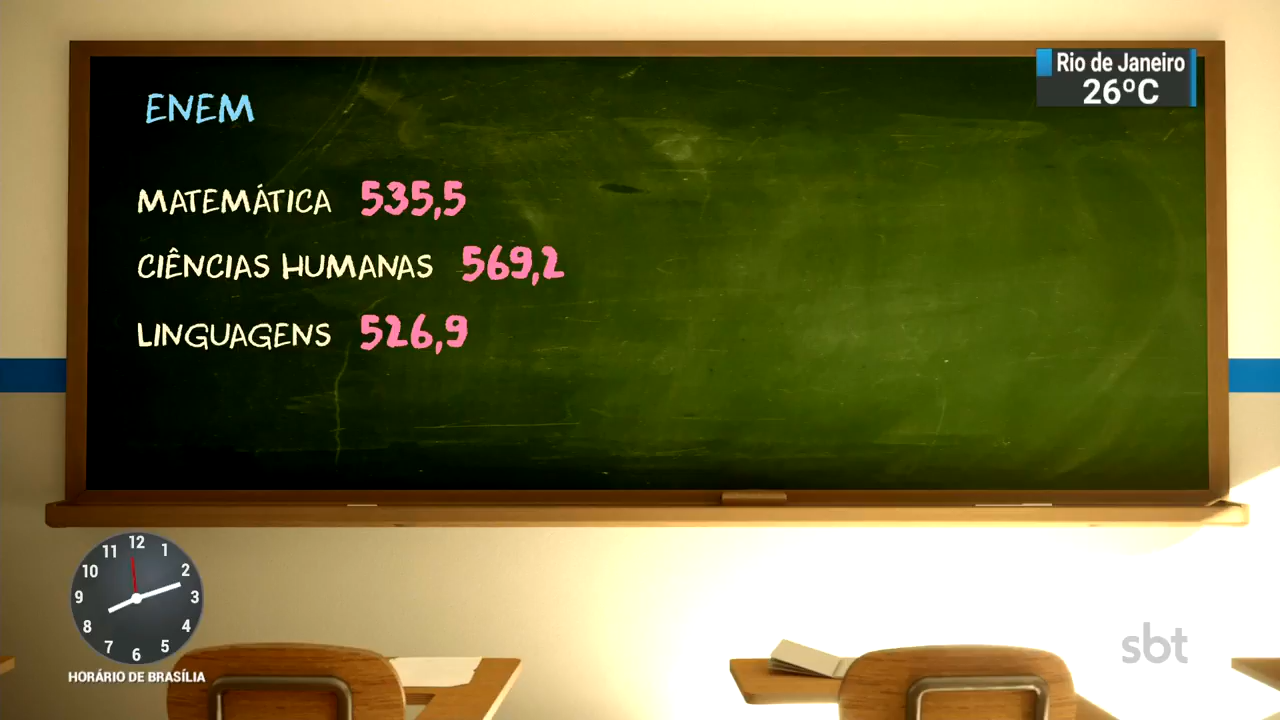 ENEM
MATEMÁTICA 535,5
CIÊNCIAS HUMANAS 569,2
LINGUAGENS 526,9
Rio de Janeiro
26ºC
12
11 1
10 2
9 3
8 4
7 5
6
HORÁRIO DE BRASÍLIA
sbt